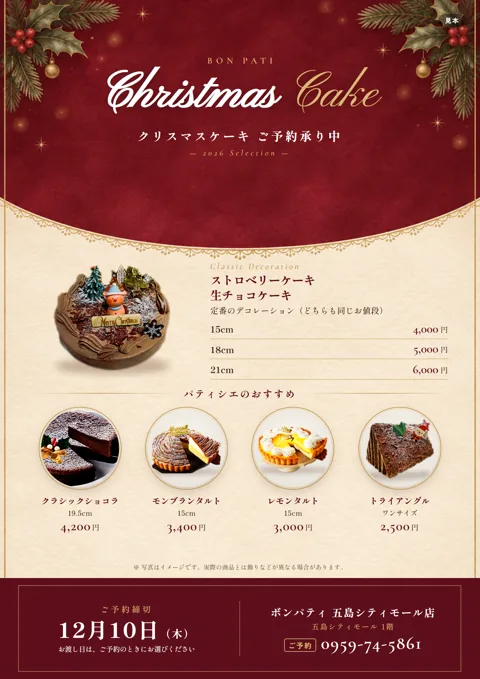 見本
BON PATI
Christmas Cake
クリスマスケーキ ご予約承り中
— 2026 Selection —
Classic Decoration
ストロベリーケーキ
生チョコケーキ
定番のデコレーション（どちらも同じお値段）
15cm 4,000円
18cm 5,000円
21cm 6,000円
Merry Christmas
パティシエのおすすめ
クラシックショコラ
19.5cm
4,200円
モンブランタルト
15cm
3,400円
レモンタルト
15cm
3,000円
トライアングル
ワンサイズ
2,500円
※ 写真はイメージです。実際の商品とは飾りなどが異なる場合があります。
ご予約締切
12月10日（木）
お渡し日は、ご予約のときにお選びください
ボンパティ 五島シティモール店
五島シティモール 1階
ご予約 0959-74-5861